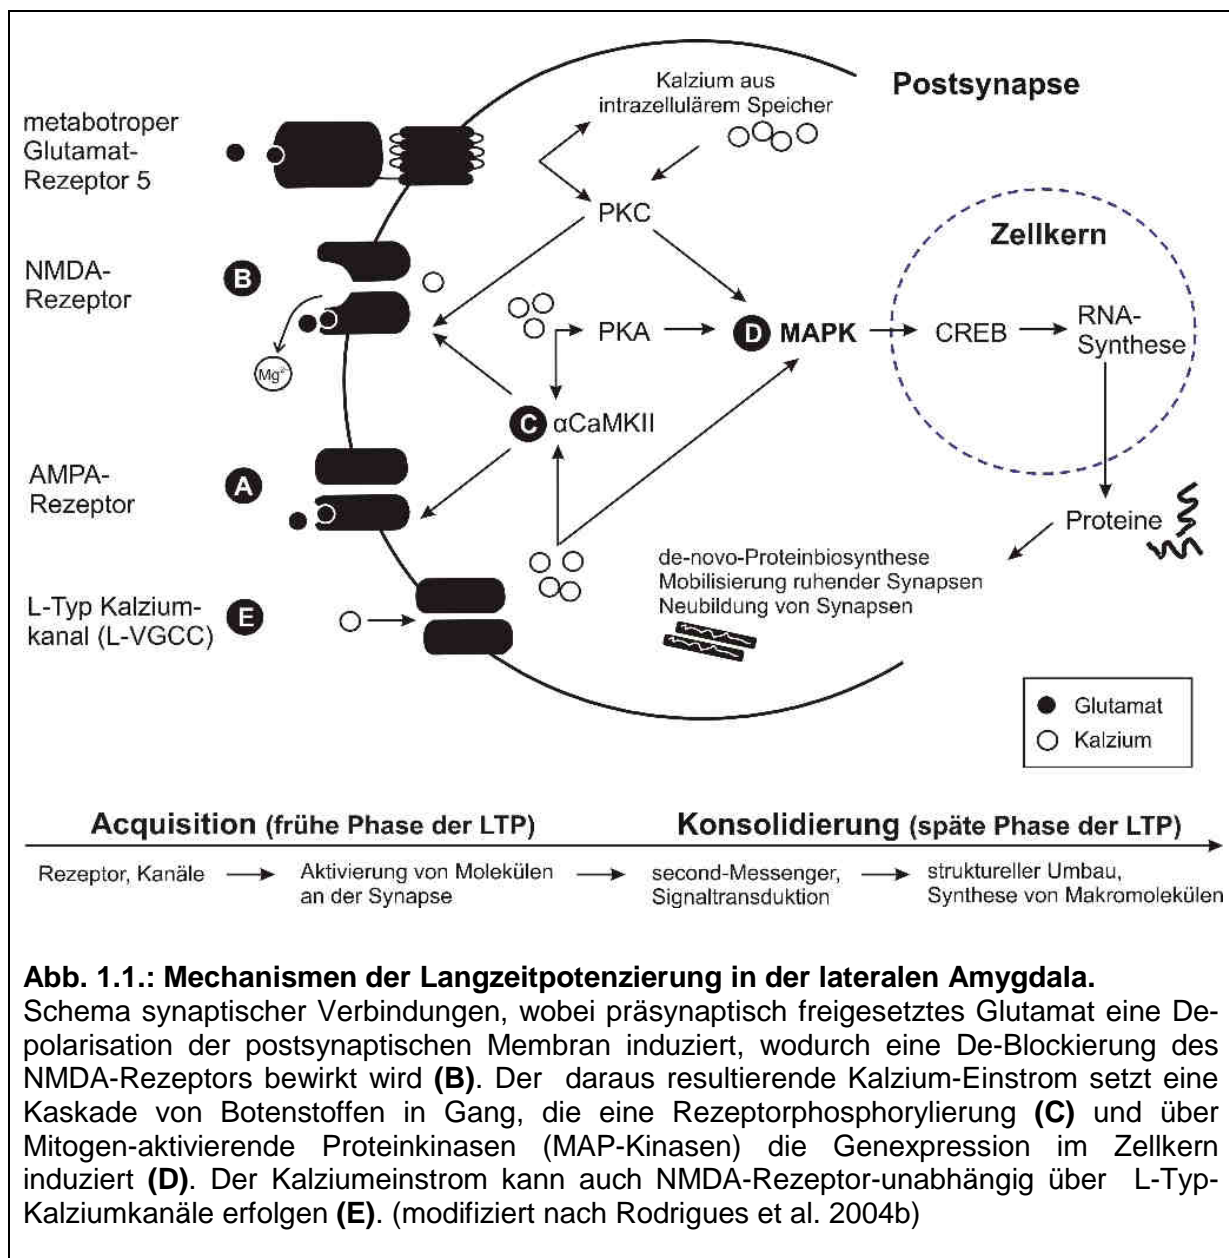 Postsynapse
Kalzium aus
intrazellulärem Speicher
metabotroper
Glutamat-
Rezeptor 5
PKC
Zellkern
NMDA-
Rezeptor
B
Mg²⁺
PKA
D MAPK
CREB
RNA-
Synthese
C αCaMKII
AMPA-
Rezeptor
A
Proteine
de-novo-Proteinbiosynthese
Mobilisierung ruhender Synapsen
Neubildung von Synapsen
L-Typ Kalzium-
kanal (L-VGCC)
E
Glutamat
Kalzium
Acquisition (frühe Phase der LTP)
Konsolidierung (späte Phase der LTP)
Rezeptor, Kanäle
Aktivierung von Molekülen
an der Synapse
second-Messenger,
Signaltransduktion
struktureller Umbau,
Synthese von Makromolekülen
Abb. 1.1.: Mechanismen der Langzeitpotenzierung in der lateralen Amygdala.
Schema synaptischer Verbindungen, wobei präsynaptisch freigesetztes Glutamat eine De-
polarisation der postsynaptischen Membran induziert, wodurch eine De-Blockierung des
NMDA-Rezeptors bewirkt wird (B). Der daraus resultierende Kalzium-Einstrom setzt eine
Kaskade von Botenstoffen in Gang, die eine Rezeptorphosphorylierung (C) und über
Mitogen-aktivierende Proteinkinasen (MAP-Kinasen) die Genexpression im Zellkern
induziert (D). Der Kalziumeinstrom kann auch NMDA-Rezeptor-unabhängig über L-Typ-
Kalziumkanäle erfolgen (E). (modifiziert nach Rodrigues et al. 2004b)